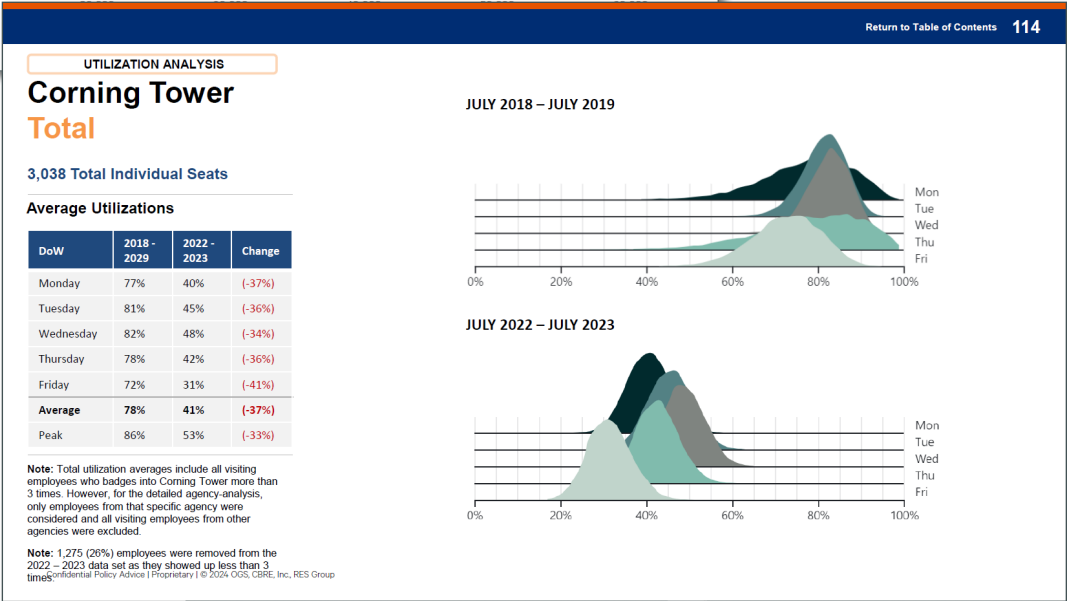 Return to Table of Contents 114
UTILIZATION ANALYSIS
Corning Tower
Total
3,038 Total Individual Seats
Average Utilizations
DoW 2018 - 2029 2022 - 2023 Change
Monday 77% 40% (-37%)
Tuesday 81% 45% (-36%)
Wednesday 82% 48% (-34%)
Thursday 78% 42% (-36%)
Friday 72% 31% (-41%)
Average 78% 41% (-37%)
Peak 86% 53% (-33%)
Note: Total utilization averages include all visiting
employees who badges into Corning Tower more than
3 times. However, for the detailed agency-analysis,
only employees from that specific agency were
considered and all visiting employees from other
agencies were excluded.
Note: 1,275 (26%) employees were removed from the
2022 – 2023 data set as they showed up less than 3
times.
Confidential Policy Advice | Proprietary | © 2024 OGS, CBRE, Inc., RES Group
JULY 2018 – JULY 2019
Mon
Tue
Wed
Thu
Fri
0% 20% 40% 60% 80% 100%
JULY 2022 – JULY 2023
Mon
Tue
Wed
Thu
Fri
0% 20% 40% 60% 80% 100%